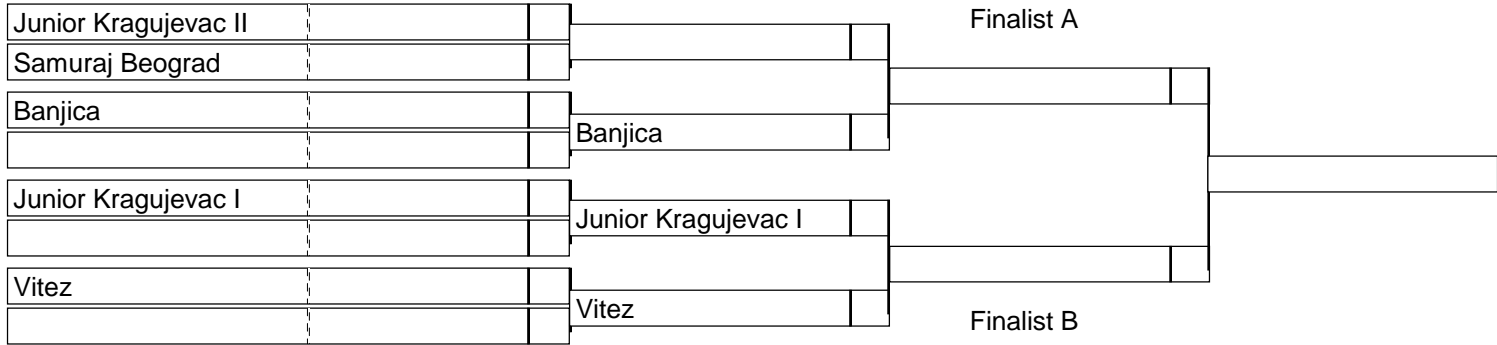 Junior Kragujevac II
Samuraj Beograd
Banjica
Junior Kragujevac I
Vitez
Banjica
Junior Kragujevac I
Vitez
Finalist A
Finalist B